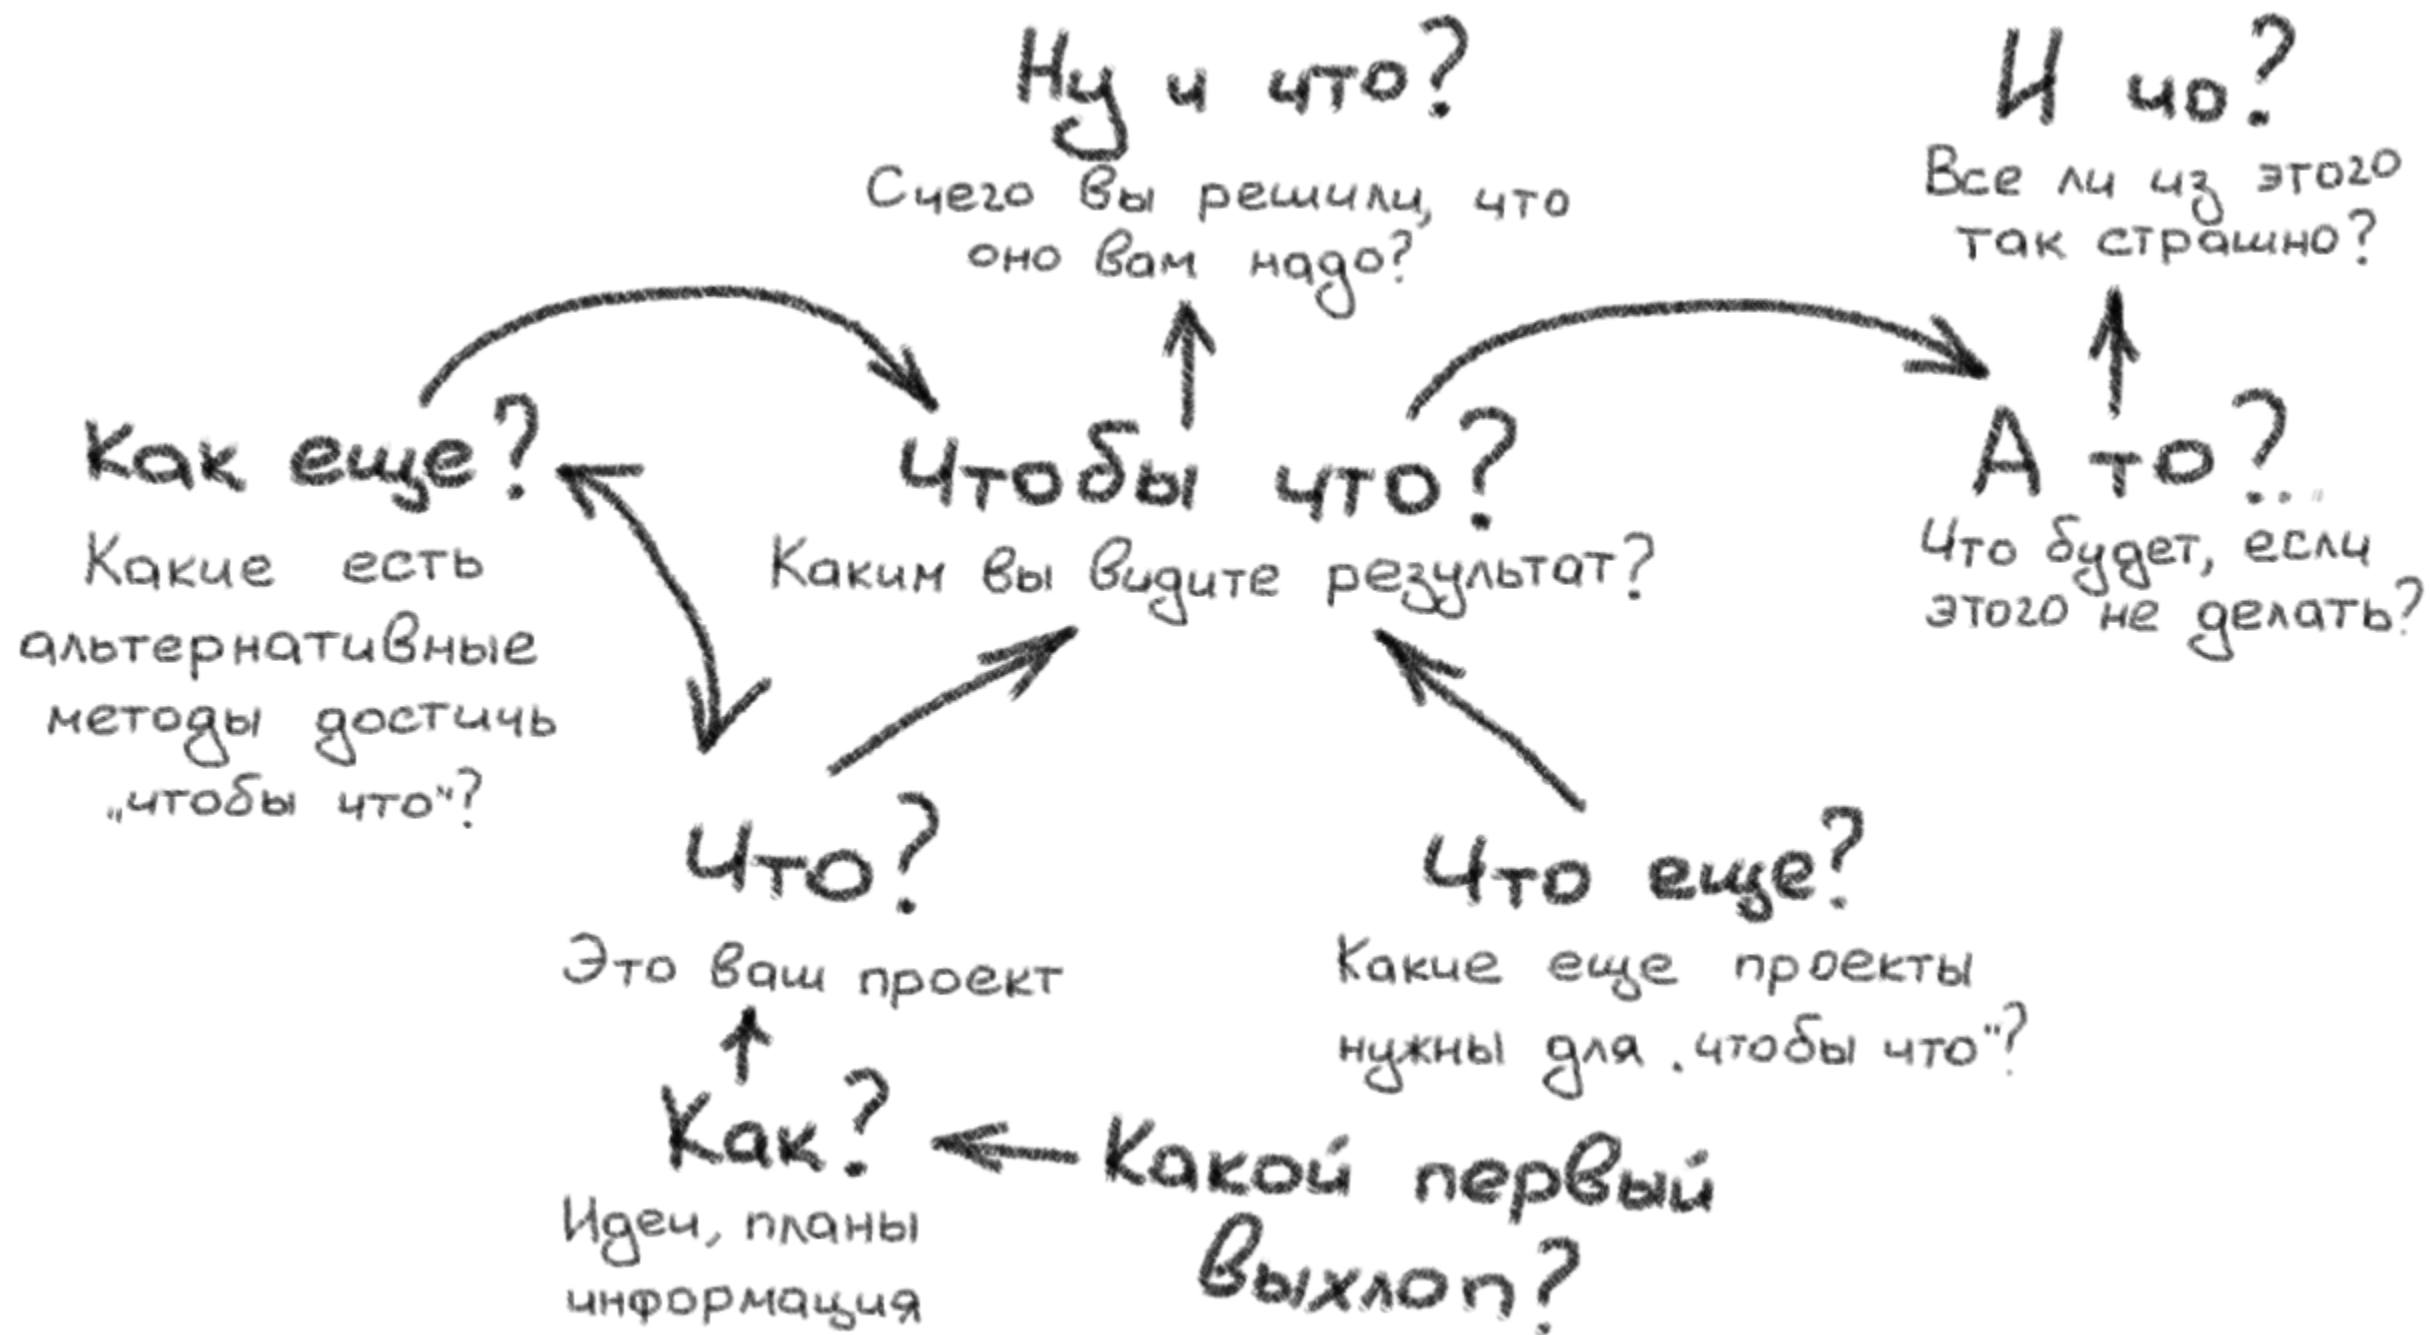 Ну и что?
Счего вы решили, что
оно вам надо?
И чо?
Все ли из этого
так страшно?
Как еще?
Какие есть
альтернативные
методы достичь
„чтобы что"?
Чтобы что?
Каким вы видите результат?
А то?..
Что будет, если
этого не делать?
Что?
Это ваш проект
Что еще?
Какие еще проекты
нужны для „чтобы что"?
Как?
Идеи, планы
информация
Какой первый
выхлоп?